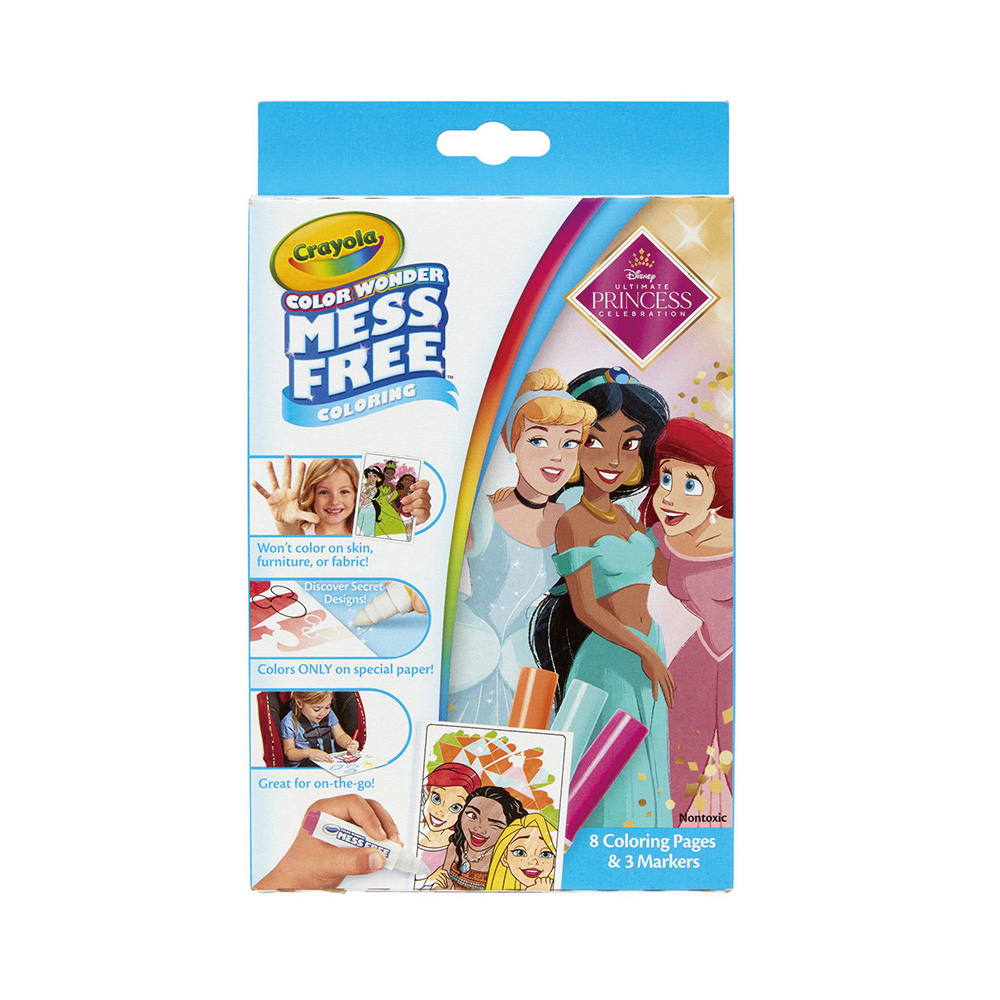 Crayola
COLOR WONDER
MESS
FREE™
COLORING
Disney
ULTIMATE
PRINCESS
CELEBRATION
Won't color on skin,
furniture, or fabric!
Discover Secret
Designs!
Colors ONLY on special paper!
Great for on-the-go!
MESS FREE
Nontoxic
8 Coloring Pages
& 3 Markers